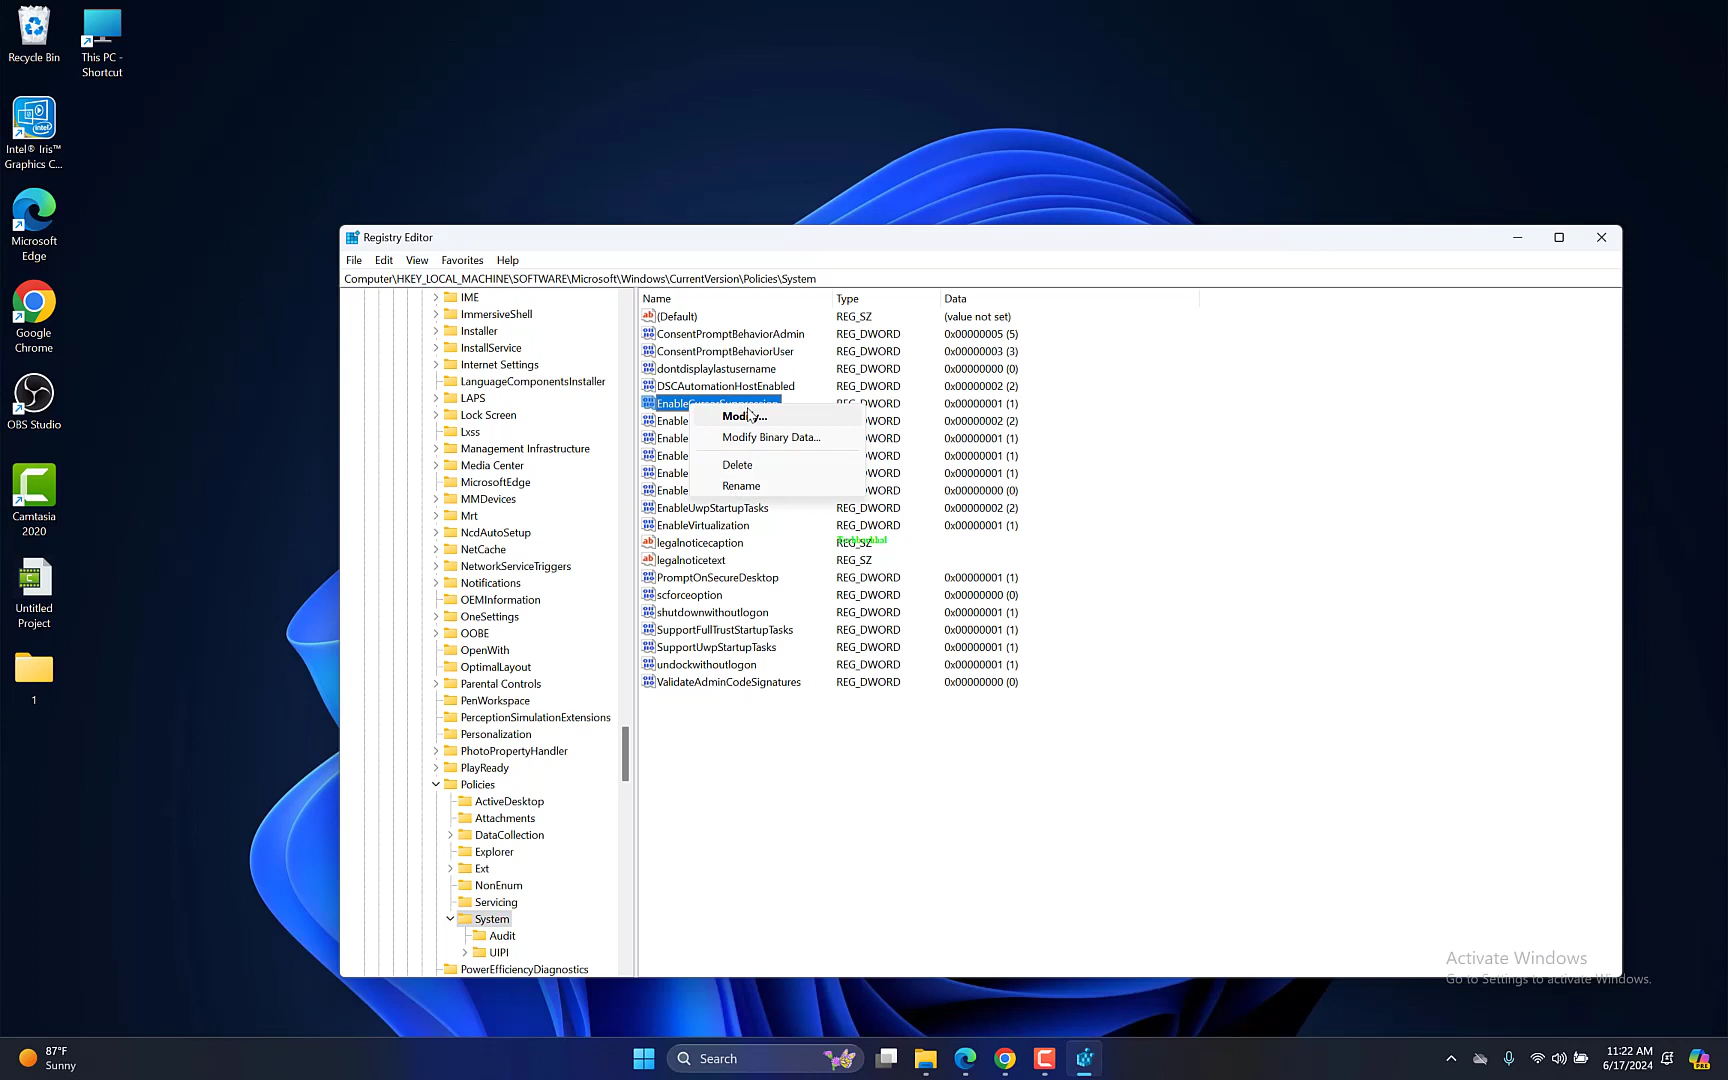 Recycle Bin
This PC -
Shortcut
Intel® Iris™
Graphics C...
Microsoft
Edge
Google
Chrome
OBS Studio
Camtasia
2020
Untitled
Project
1
Registry Editor
File Edit View Favorites Help
Computer\HKEY_LOCAL_MACHINE\SOFTWARE\Microsoft\Windows\CurrentVersion\Policies\System
IME
ImmersiveShell
Installer
InstallService
Internet Settings
LanguageComponentsInstaller
LAPS
Lock Screen
Lxss
Management Infrastructure
Media Center
MicrosoftEdge
MMDevices
Mrt
NcdAutoSetup
NetCache
NetworkServiceTriggers
Notifications
OEMInformation
OneSettings
OOBE
OpenWith
OptimalLayout
Parental Controls
PenWorkspace
PerceptionSimulationExtensions
Personalization
PhotoPropertyHandler
PlayReady
Policies
ActiveDesktop
Attachments
DataCollection
Explorer
Ext
NonEnum
Servicing
System
Audit
UIPI
PowerEfficiencyDiagnostics
Name Type Data
(Default) REG_SZ (value not set)
ConsentPromptBehaviorAdmin REG_DWORD 0x00000005 (5)
ConsentPromptBehaviorUser REG_DWORD 0x00000003 (3)
dontdisplaylastusername REG_DWORD 0x00000000 (0)
DSCAutomationHostEnabled REG_DWORD 0x00000002 (2)
EnableCursorSuppression REG_DWORD 0x00000001 (1)
Enable WORD 0x00000002 (2)
Enable WORD 0x00000001 (1)
Enable WORD 0x00000001 (1)
Enable WORD 0x00000001 (1)
Enable WORD 0x00000000 (0)
EnableUwpStartupTasks REG_DWORD 0x00000002 (2)
EnableVirtualization REG_DWORD 0x00000001 (1)
legalnoticecaption REG_SZ
legalnoticetext REG_SZ
PromptOnSecureDesktop REG_DWORD 0x00000001 (1)
scforceoption REG_DWORD 0x00000000 (0)
shutdownwithoutlogon REG_DWORD 0x00000001 (1)
SupportFullTrustStartupTasks REG_DWORD 0x00000001 (1)
SupportUwpStartupTasks REG_DWORD 0x00000001 (1)
undockwithoutlogon REG_DWORD 0x00000001 (1)
ValidateAdminCodeSignatures REG_DWORD 0x00000000 (0)
Modify...
Modify Binary Data...
Delete
Rename
Activate Windows
Go to Settings to activate Windows.
87°F
Sunny
Search
11:22 AM
6/17/2024
PRE